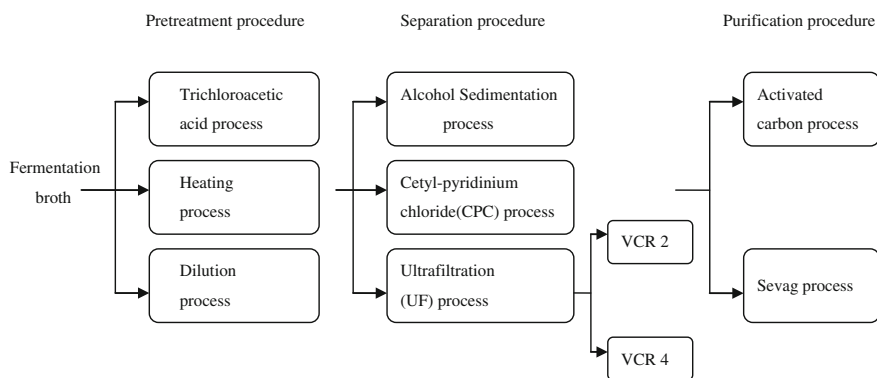 Pretreatment procedure
Separation procedure
Purification procedure
Fermentation
broth
Trichloroacetic
acid process
Heating
process
Dilution
process
Alcohol Sedimentation
process
Cetyl-pyridinium
chloride(CPC) process
Ultrafiltration
(UF) process
VCR 2
VCR 4
Activated
carbon process
Sevag process